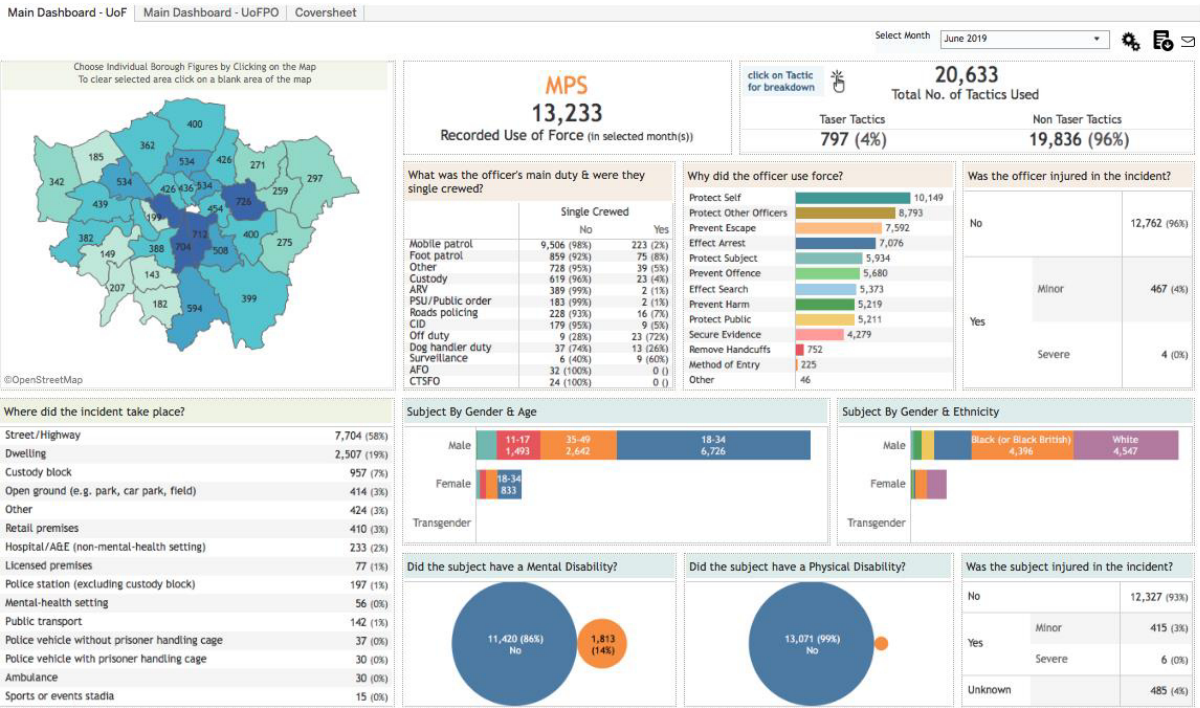 Main Dashboard - UoF
Main Dashboard - UoFPO
Coversheet
Select Month
June 2019
Choose Individual Borough Figures by Clicking on the Map
To clear selected area click on a blank area of the map
400
362
185
534
426
271
297
342
534
426
436
534
726
259
439
199
454
382
712
400
275
149
388
704
508
143
207
182
594
399
©OpenStreetMap
MPS
13,233
Recorded Use of Force (in selected month(s))
click on Tactic
for breakdown
20,633
Total No. of Tactics Used
Taser Tactics
Non Taser Tactics
797 (4%)
19,836 (96%)
What was the officer's main duty & were they
single crewed?
Single Crewed
No Yes
Mobile patrol 9,506 (98%) 223 (2%)
Foot patrol 859 (92%) 75 (8%)
Other 728 (95%) 39 (5%)
Custody 619 (96%) 23 (4%)
ARV 389 (99%) 2 (1%)
PSU/Public order 183 (99%) 2 (1%)
Roads policing 228 (93%) 16 (7%)
CID 179 (95%) 9 (5%)
Off duty 9 (28%) 23 (72%)
Dog handler duty 37 (74%) 13 (26%)
Surveillance 6 (40%) 9 (60%)
AFO 32 (100%) 0 ()
CTSFO 24 (100%) 0 ()
Why did the officer use force?
Protect Self 10,149
Protect Other Officers 8,793
Prevent Escape 7,592
Effect Arrest 7,076
Protect Subject 5,934
Prevent Offence 5,680
Effect Search 5,373
Prevent Harm 5,219
Protect Public 5,211
Secure Evidence 4,279
Remove Handcuffs 752
Method of Entry 225
Other 46
Was the officer injured in the incident?
No 12,762 (96%)
Yes
Minor 467 (4%)
Severe 4 (0%)
Where did the incident take place?
Street/Highway 7,704 (58%)
Dwelling 2,507 (19%)
Custody block 957 (7%)
Open ground (e.g. park, car park, field) 414 (3%)
Other 424 (3%)
Retail premises 410 (3%)
Hospital/A&E (non-mental-health setting) 233 (2%)
Licensed premises 77 (1%)
Police station (excluding custody block) 197 (1%)
Mental-health setting 56 (0%)
Public transport 142 (1%)
Police vehicle without prisoner handling cage 37 (0%)
Police vehicle with prisoner handling cage 30 (0%)
Ambulance 30 (0%)
Sports or events stadia 15 (0%)
Subject By Gender & Age
Male
11-17
1,493
35-49
2,642
18-34
6,726
Female
18-34
833
Transgender
Subject By Gender & Ethnicity
Male
Black (or Black British)
4,396
White
4,547
Female
Transgender
Did the subject have a Mental Disability?
11,420 (86%)
No
1,813
(14%)
Did the subject have a Physical Disability?
13,071 (99%)
No
Was the subject injured in the incident?
No 12,327 (93%)
Yes
Minor 415 (3%)
Severe 6 (0%)
Unknown 485 (4%)